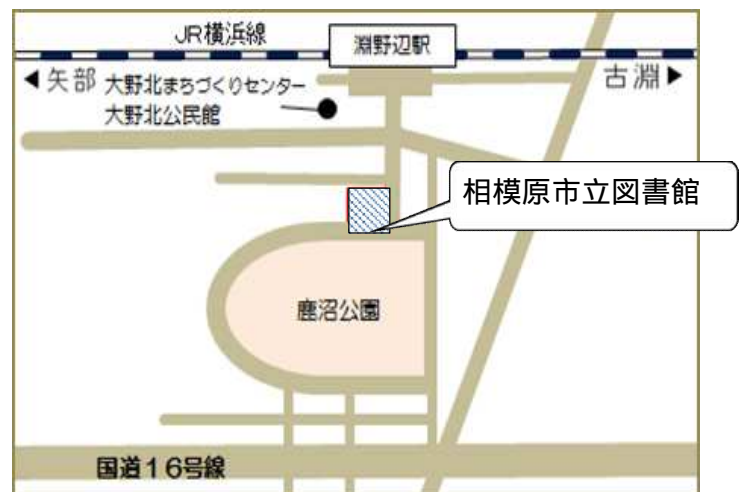 JR横浜線
淵野辺駅
◀矢部
古淵▶
大野北まちづくりセンター
大野北公民館
相模原市立図書館
鹿沼公園
国道16号線